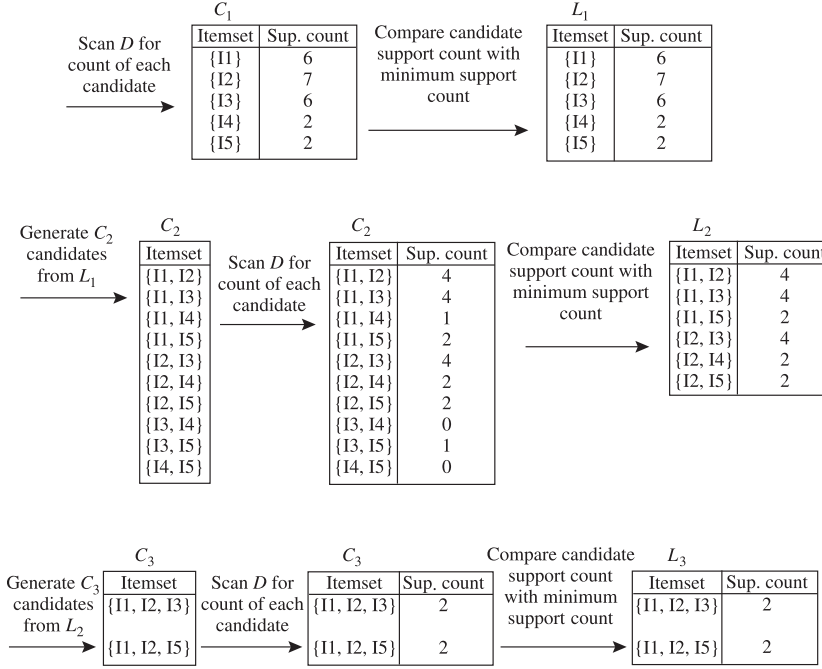 C1
L1
Scan D for
count of each
candidate
Itemset Sup. count
{I1} 6
{I2} 7
{I3} 6
{I4} 2
{I5} 2
Compare candidate
support count with
minimum support
count
Itemset Sup. count
{I1} 6
{I2} 7
{I3} 6
{I4} 2
{I5} 2
Generate C2
candidates
from L1
C2
Itemset
{I1, I2}
{I1, I3}
{I1, I4}
{I1, I5}
{I2, I3}
{I2, I4}
{I2, I5}
{I3, I4}
{I3, I5}
{I4, I5}
Scan D for
count of each
candidate
C2
Itemset Sup. count
{I1, I2} 4
{I1, I3} 4
{I1, I4} 1
{I1, I5} 2
{I2, I3} 4
{I2, I4} 2
{I2, I5} 2
{I3, I4} 0
{I3, I5} 1
{I4, I5} 0
Compare candidate
support count with
minimum support
count
L2
Itemset Sup. count
{I1, I2} 4
{I1, I3} 4
{I1, I5} 2
{I2, I3} 4
{I2, I4} 2
{I2, I5} 2
Generate C3
candidates
from L2
C3
Itemset
{I1, I2, I3}
{I1, I2, I5}
Scan D for
count of each
candidate
C3
Itemset Sup. count
{I1, I2, I3} 2
{I1, I2, I5} 2
Compare candidate
support count
with minimum
support count
L3
Itemset Sup. count
{I1, I2, I3} 2
{I1, I2, I5} 2